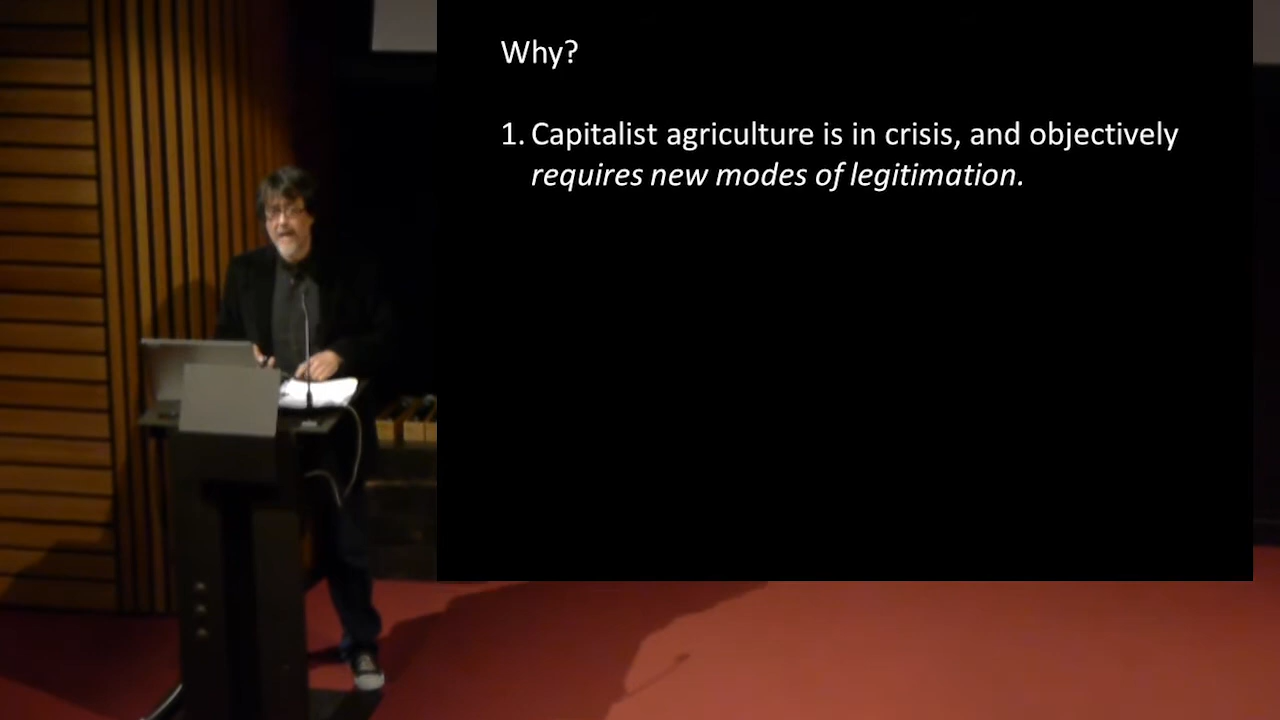 Why?
1. Capitalist agriculture is in crisis, and objectively
requires new modes of legitimation.